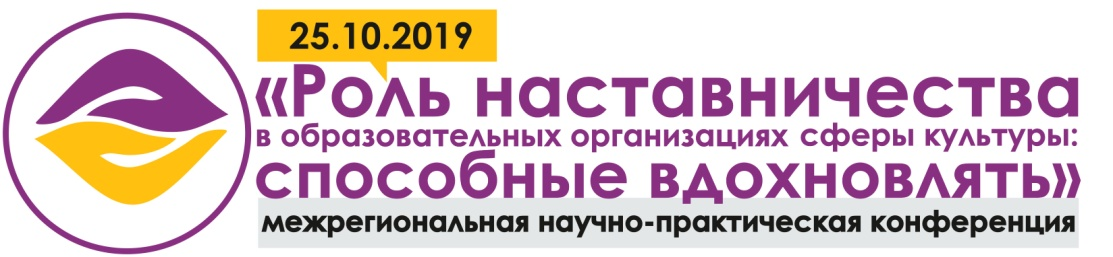 25.10.2019
«Роль наставничества
в образовательных организациях сферы культуры:
способные вдохновлять»
межрегиональная научно-практическая конференция